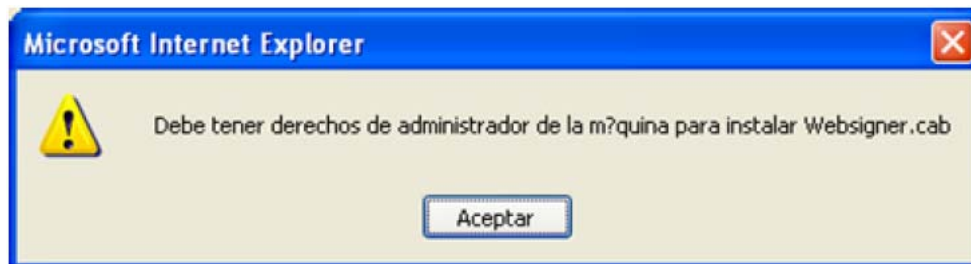 Microsoft Internet Explorer
Debe tener derechos de administrador de la m?quina para instalar Websigner.cab
Aceptar